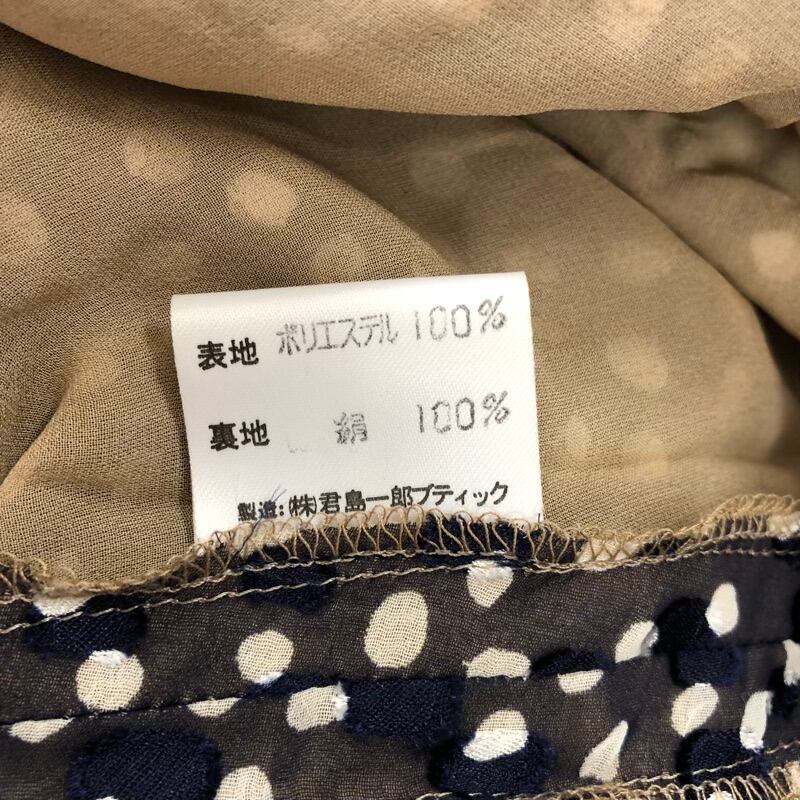 表地 ポリエステル 100%
裏地 絹 100%
製造:㈱君島一郎ブティック